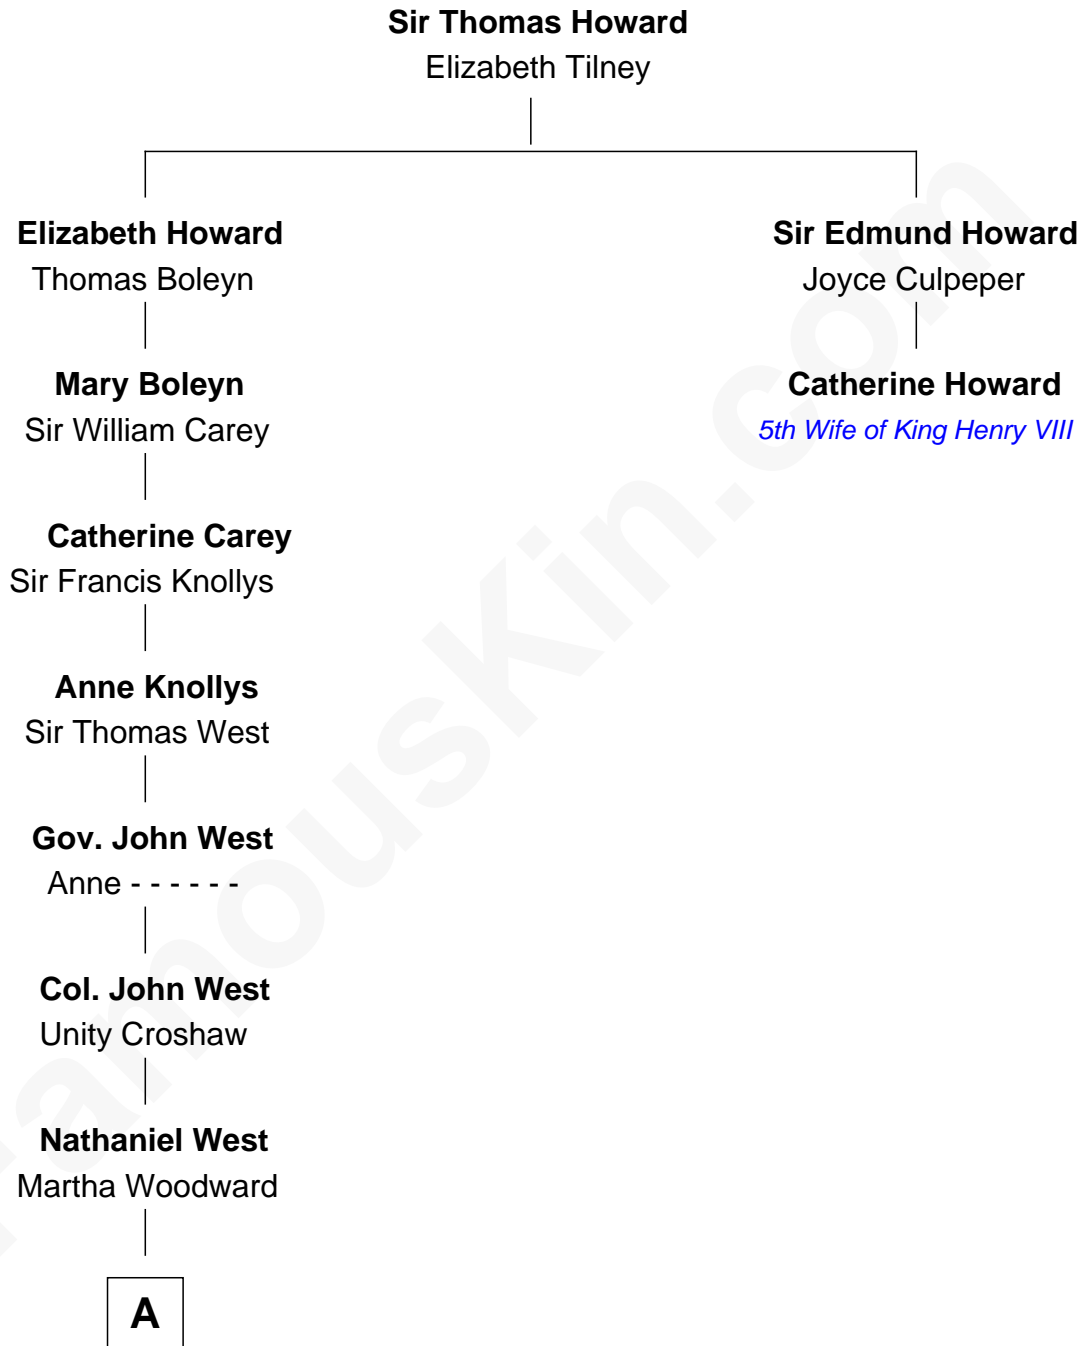 Sir Thomas Howard
Elizabeth Tilney
Elizabeth Howard
Thomas Boleyn
Sir Edmund Howard
Joyce Culpeper
Mary Boleyn
Sir William Carey
Catherine Howard
5th Wife of King Henry VIII
Catherine Carey
Sir Francis Knollys
Anne Knollys
Sir Thomas West
Gov. John West
Anne - - - - - -
Col. John West
Unity Croshaw
Nathaniel West
Martha Woodward
A
FamousKin.com